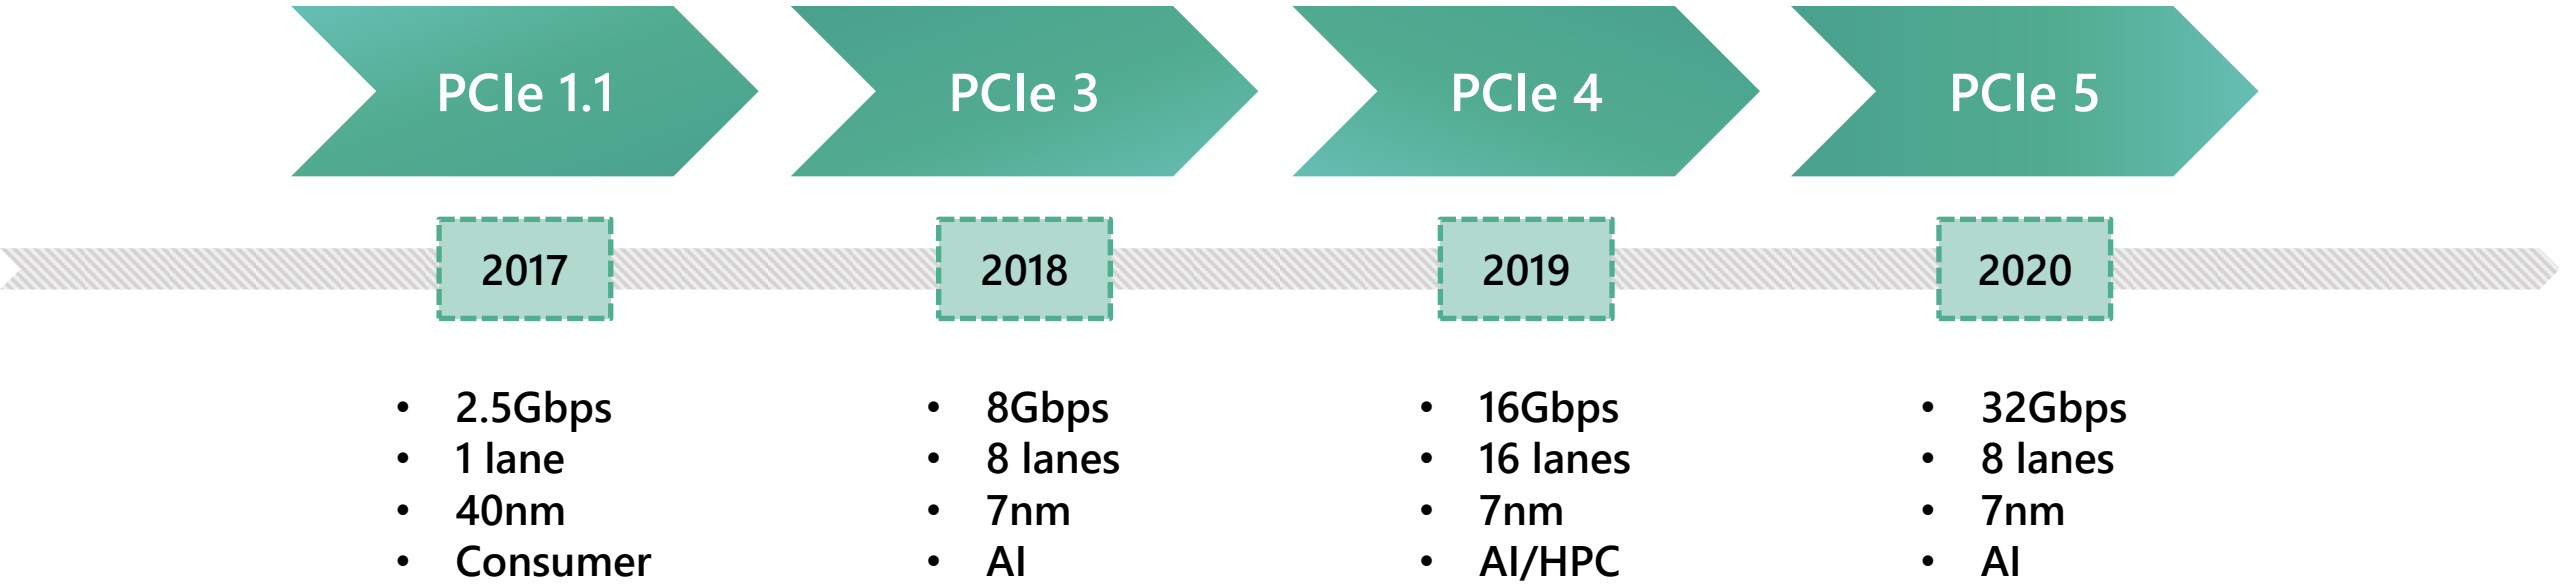 PCIe 1.1
PCIe 3
PCIe 4
PCIe 5
2017
2018
2019
2020
• 2.5Gbps
• 1 lane
• 40nm
• Consumer
• 8Gbps
• 8 lanes
• 7nm
• AI
• 16Gbps
• 16 lanes
• 7nm
• AI/HPC
• 32Gbps
• 8 lanes
• 7nm
• AI